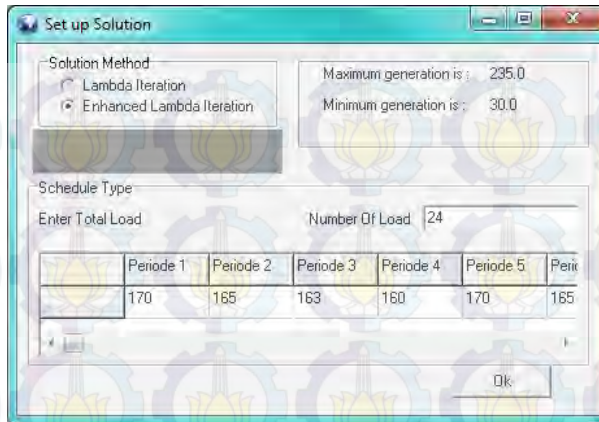 Set up Solution
Solution Method
Lambda Iteration
Enhanced Lambda Iteration
Maximum generation is : 235.0
Minimum generation is : 30.0
Schedule Type
Enter Total Load
Number Of Load 24
Periode 1 Periode 2 Periode 3 Periode 4 Periode 5
170 165 163 160 170 165
Ok